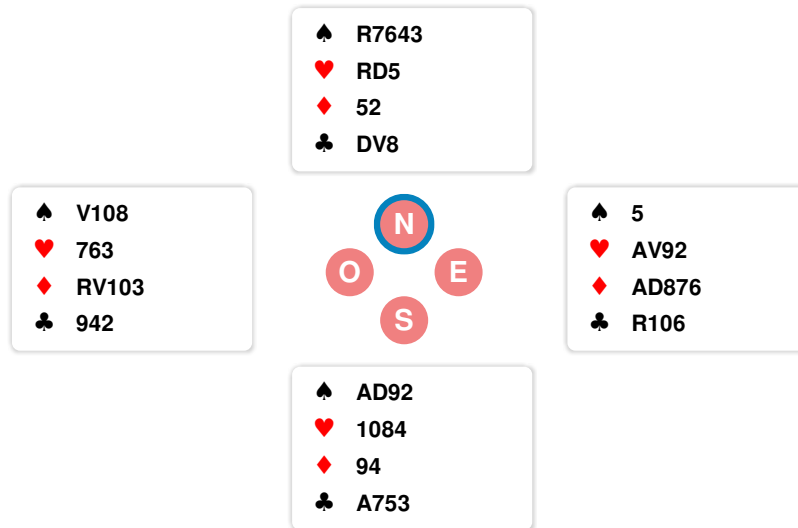 ♠ R7643
♥ RD5
♦ 52
♣ DV8
♠ V108
♥ 763
♦ RV103
♣ 942
N
O
E
S
♠ 5
♥ AV92
♦ AD876
♣ R106
♠ AD92
♥ 1084
♦ 94
♣ A753